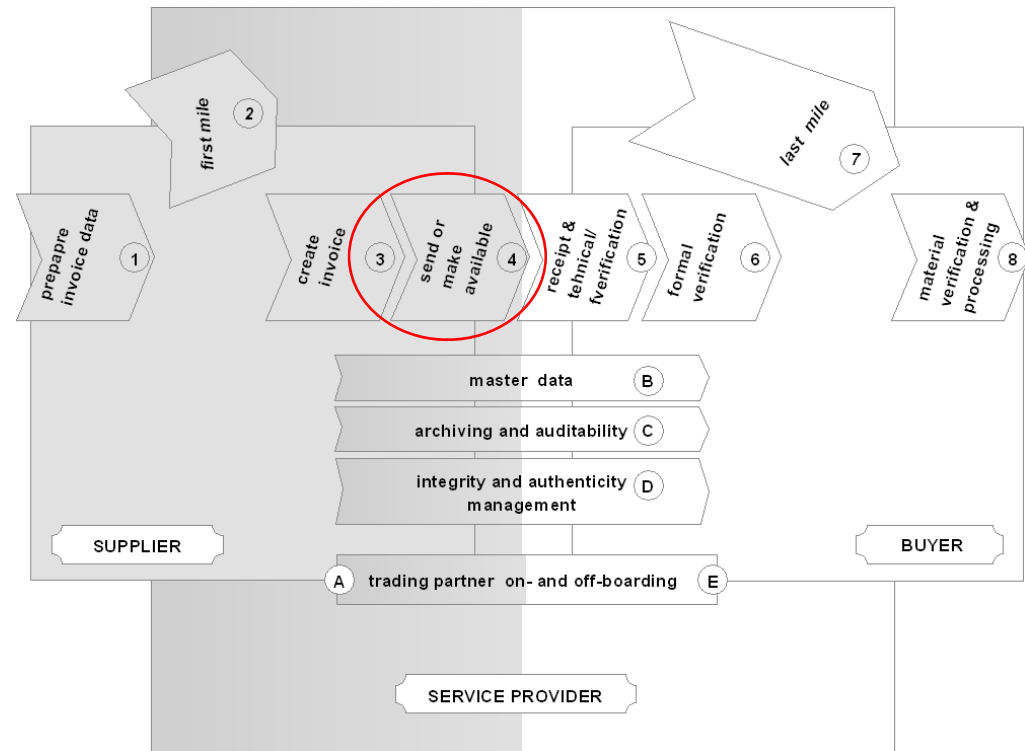 first mile
2
last mile
7
prepapre
invoice data
1
create
invoice
3
send or
make
available
4
receipt &
tehnical/
fverification
5
formal
verification
6
material
verification &
processing
8
master data
B
archiving and auditability
C
integrity and authenticity
management
D
SUPPLIER
BUYER
A
trading partner on- and off-boarding
E
SERVICE PROVIDER